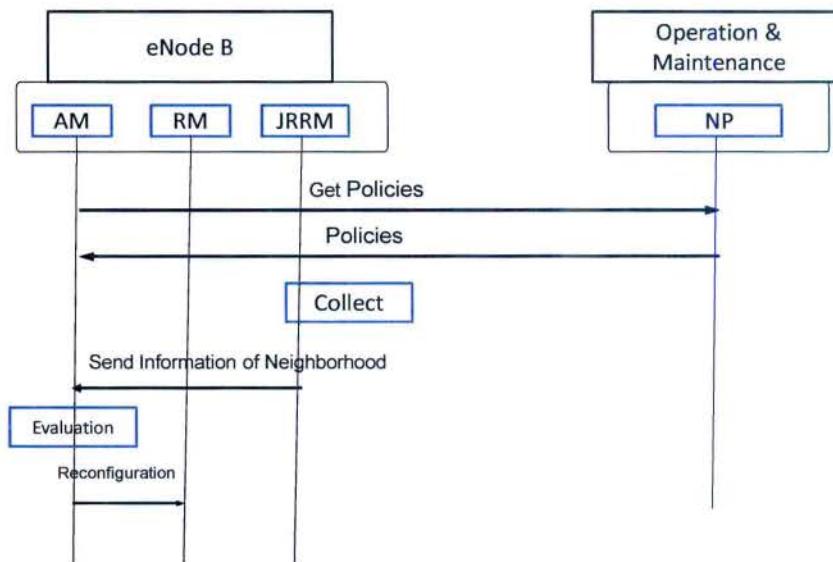 eNode B
Operation &
Maintenance
AM
RM
JRRM
NP
Get Policies
Policies
Collect
Send Information of Neighborhood
Evaluation
Reconfiguration